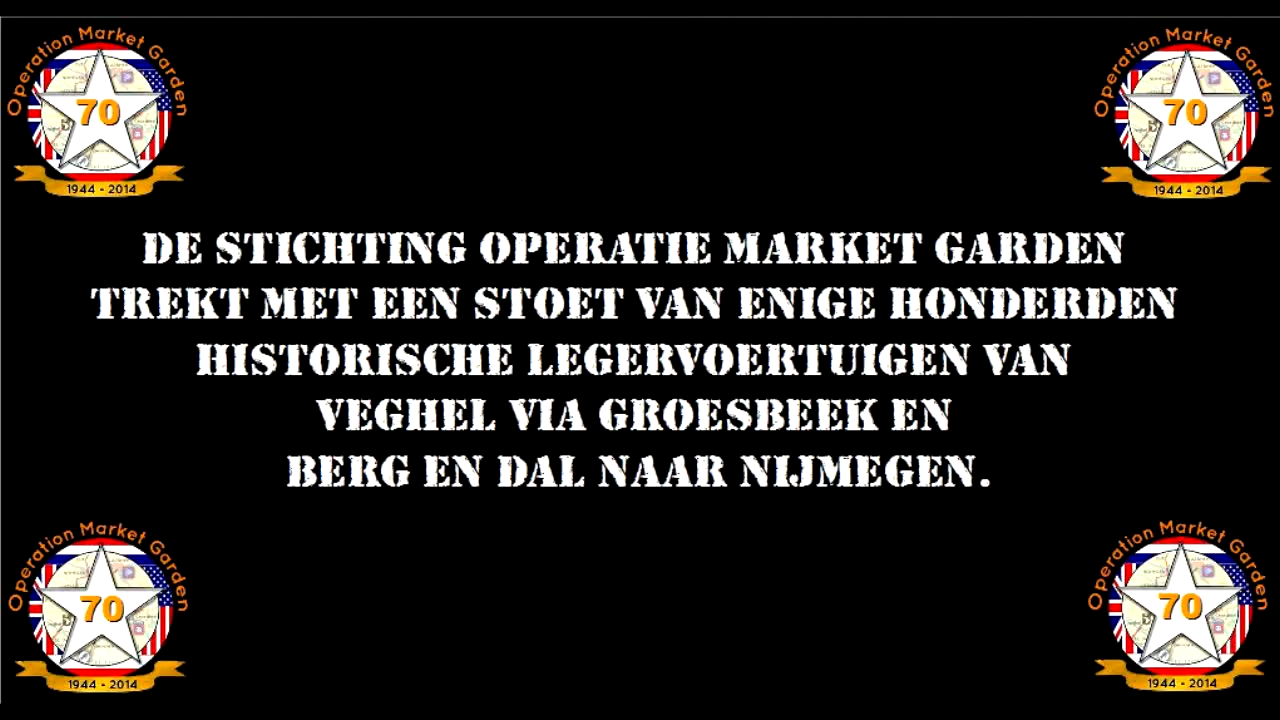 Operation Market Garden
70
1944 - 2014
Operation Market Garden
70
1944 - 2014
DE STICHTING OPERATIE MARKET GARDEN
TREKT MET EEN STOET VAN ENIGE HONDERDEN
HISTORISCHE LEGERVOERTUIGEN VAN
VEGHEL VIA GROESBEEK EN
BERG EN DAL NAAR NIJMEGEN.
Operation Market Garden
70
1944 - 2014
Operation Market Garden
70
1944 - 2014